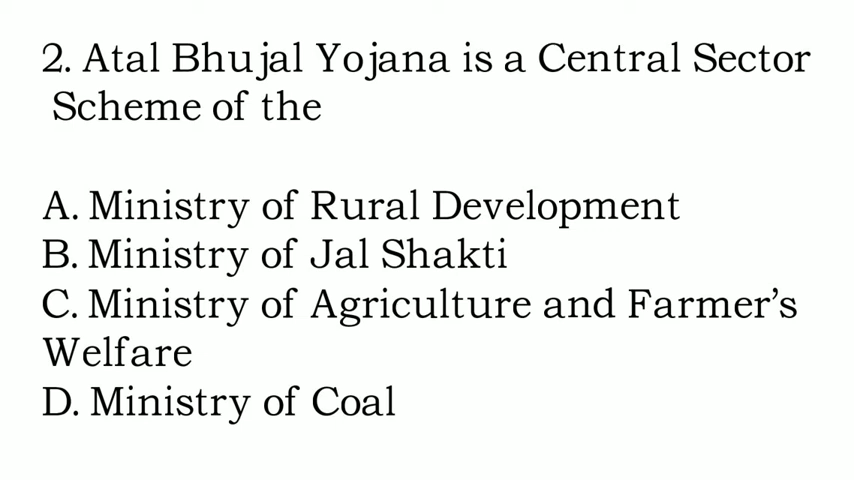 2. Atal Bhujal Yojana is a Central Sector
Scheme of the
A. Ministry of Rural Development
B. Ministry of Jal Shakti
C. Ministry of Agriculture and Farmer’s
Welfare
D. Ministry of Coal